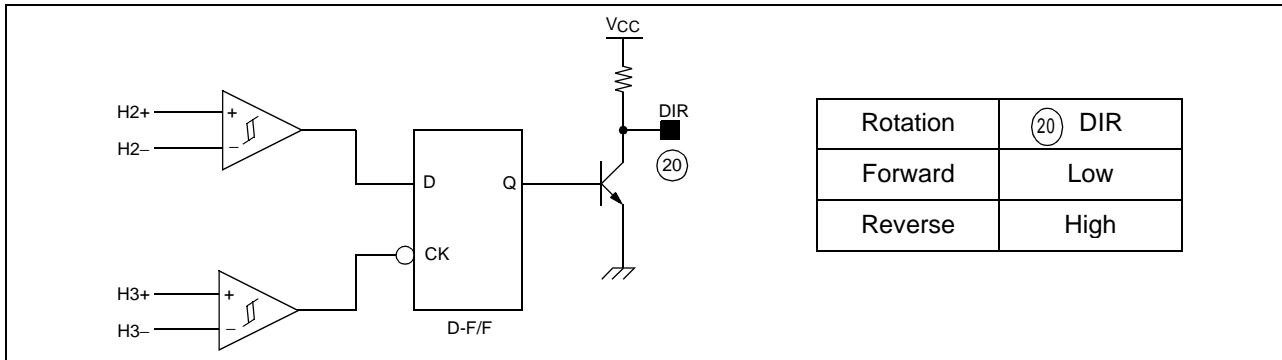 VCC
H2+
+
H2−
−
DIR
20
D
Q
CK
H3+
+
H3−
−
D-F/F
Rotation 20 DIR
Forward Low
Reverse High